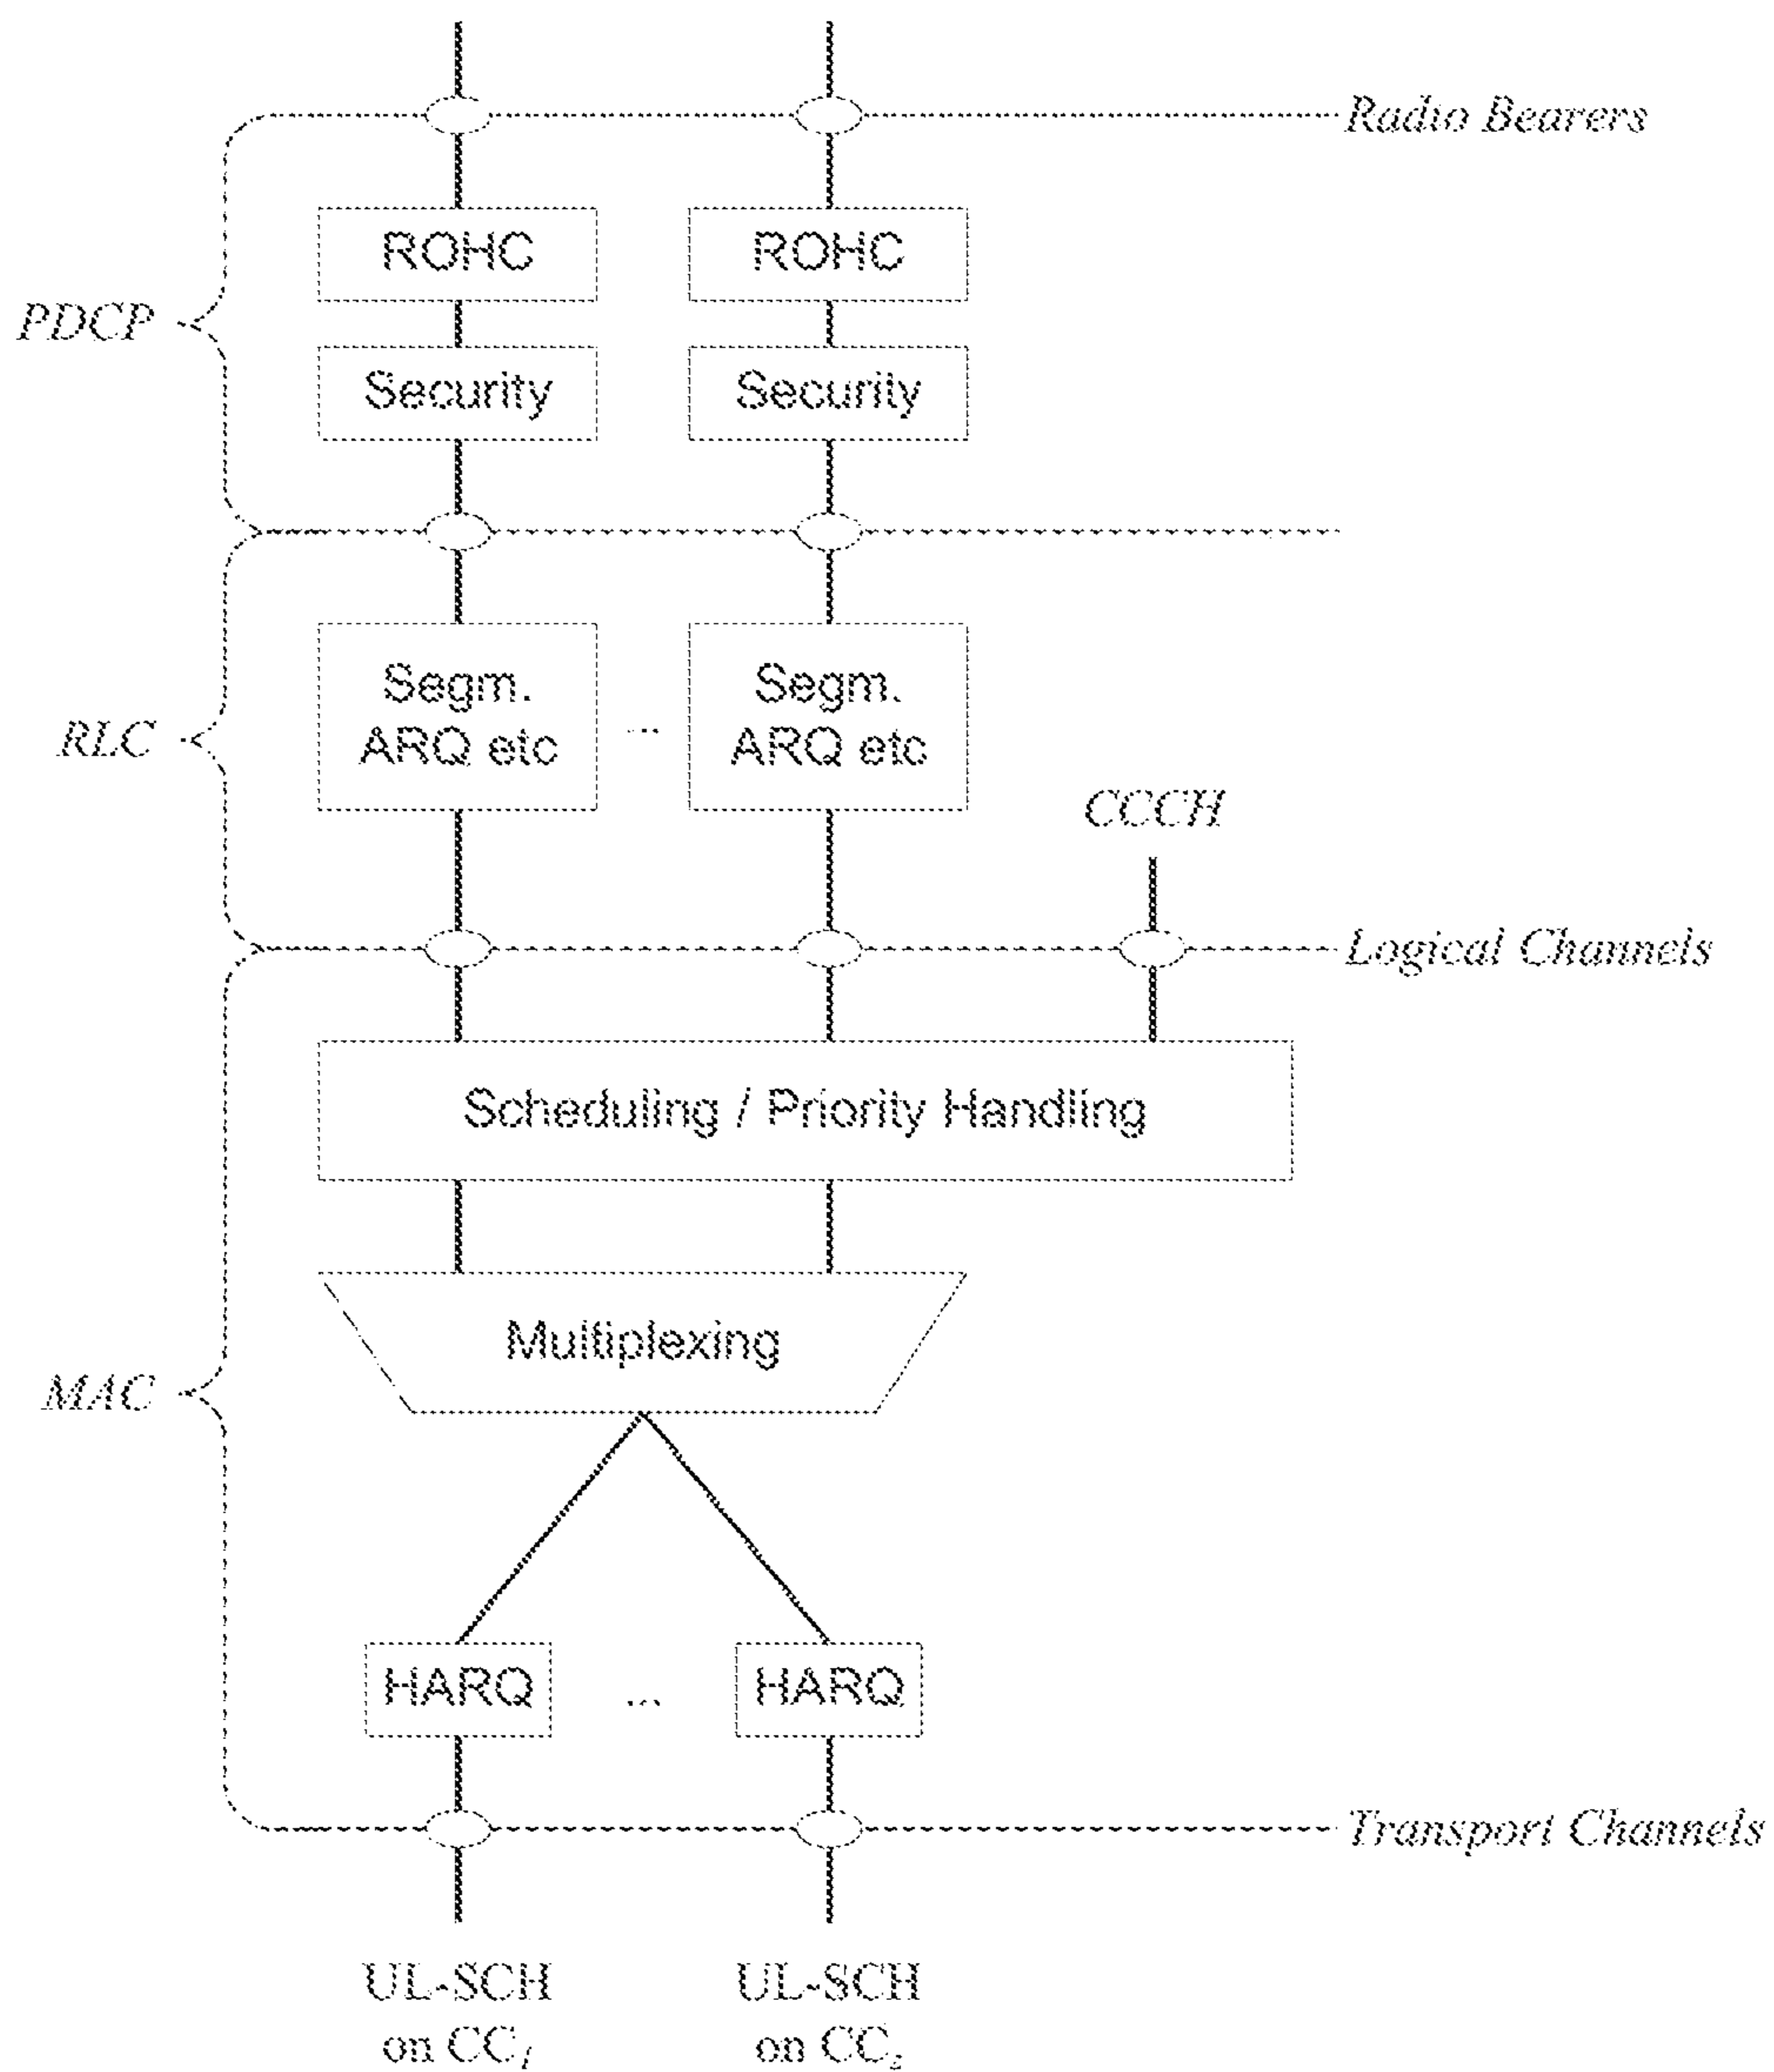 Radio Bearers
ROHC
ROHC
PDCP
Security
Security
Segm.
ARQ etc
...
Segm.
ARQ etc
RLC
CCCH
Logical Channels
Scheduling / Priority Handling
Multiplexing
MAC
HARQ
...
HARQ
Transport Channels
UL-SCH
on CC1
UL-SCH
on CC2